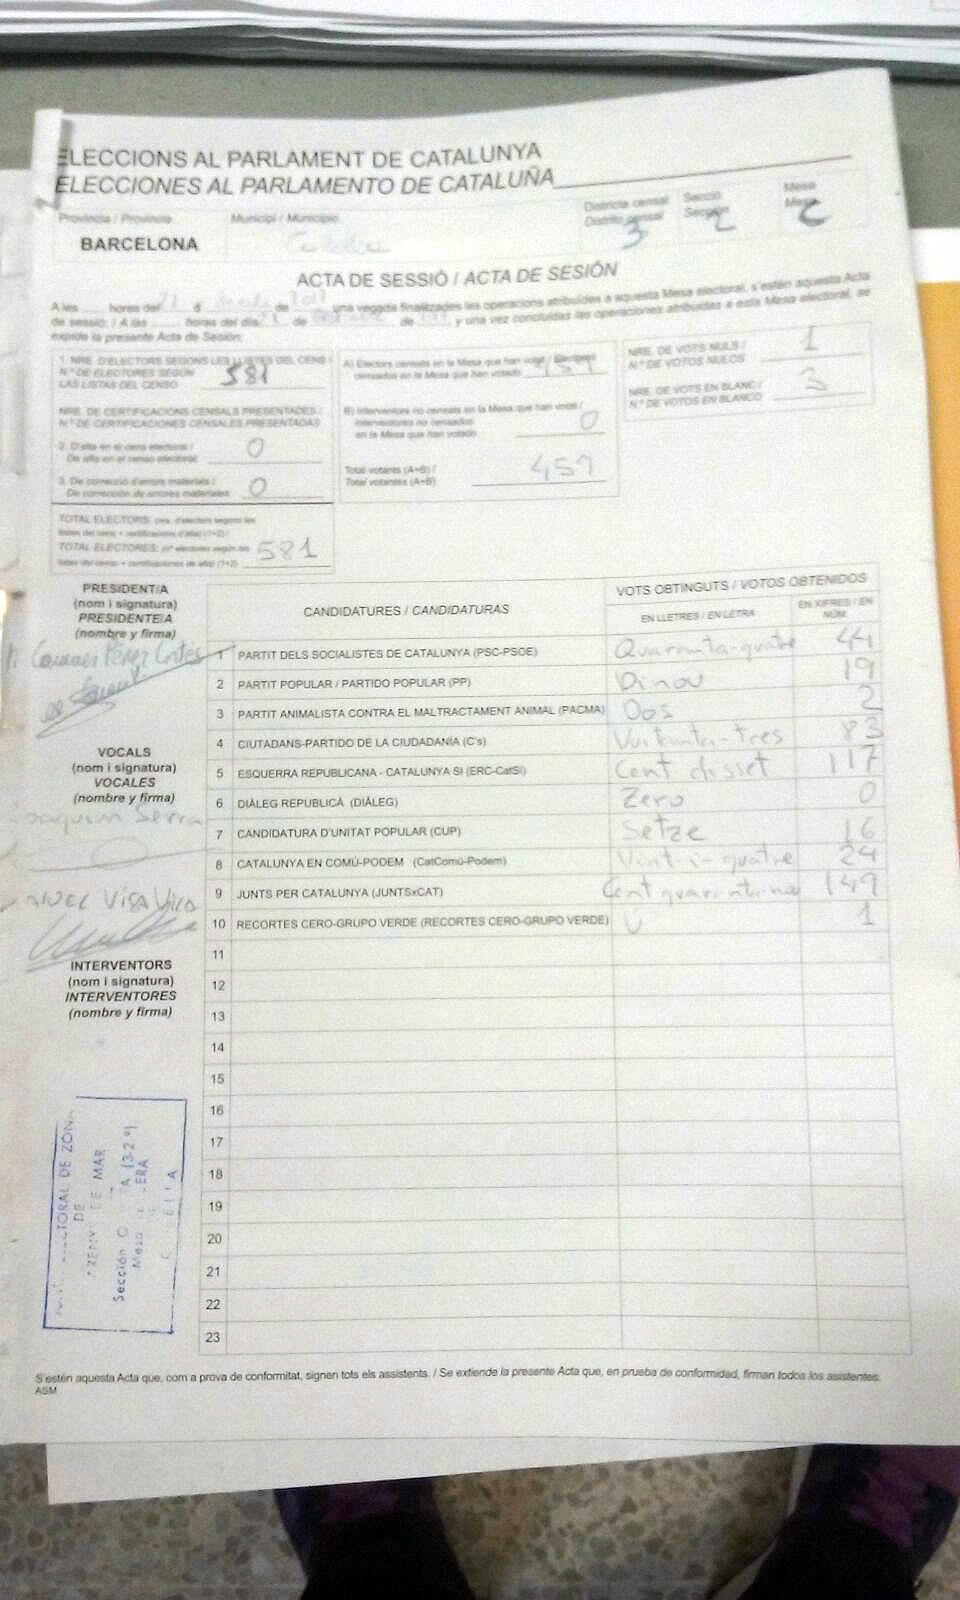 ELECCIONS AL PARLAMENT DE CATALUNYA
ELECCIONES AL PARLAMENTO DE CATALUÑA
Província / Provincia
Municipi / Municipio
Districte censal
Distrito censal
3
Secció
Sección
2
Mesa
Mesa
C
BARCELONA
ACTA DE SESSIÓ / ACTA DE SESIÓN
A les hores del de una vegada finalitzades les operacions atribuïdes a aquesta Mesa electoral, s'estén aquesta Acta
de sessió: / A las horas del día de de y una vez concluidas las operaciones atribuidas a esta Mesa electoral, se
expide la presente Acta de Sesión:
1. NRE. D'ELECTORS SEGONS LES LLISTES DEL CENS /
N.º DE ELECTORES SEGÚN
LAS LISTAS DEL CENSO 581
NRE. DE CERTIFICACIONS CENSALS PRESENTADES /
N.º DE CERTIFICACIONES CENSALES PRESENTADAS
2. D'alta en el cens electoral /
De alta en el censo electoral: 0
3. De correcció d'errors materials /
De corrección de errores materiales: 0
TOTAL ELECTORS: (nre. d'electors segons les
llistes del cens + certificacions d'alta) (1+2) /
TOTAL ELECTORES: (nº electores según las
listas del censo + certificaciones de alta) (1+2) 581
A) Electors censats en la Mesa que han votat / Electores
censados en la Mesa que han votado 457
B) Interventors no censats en la Mesa que han votat /
Interventores no censados
en la Mesa que han votado 0
Total votants (A+B) /
Total votantes (A+B) 457
NRE. DE VOTS NULS /
N.º DE VOTOS NULOS 1
NRE. DE VOTS EN BLANC /
N.º DE VOTOS EN BLANCO 3
PRESIDENT/A
(nom i signatura)
PRESIDENTE/A
(nombre y firma)
Carmen Pérez Cortés
VOCALS
(nom i signatura)
VOCALES
(nombre y firma)
Joaquim Serra
INTERVENTORS
(nom i signatura)
INTERVENTORES
(nombre y firma)
CANDIDATURES / CANDIDATURAS
VOTS OBTINGUTS / VOTOS OBTENIDOS
EN LLETRES / EN LETRA
EN XIFRES / EN
NÚM.
1 PARTIT DELS SOCIALISTES DE CATALUNYA (PSC-PSOE) Quaranta-quatre 44
2 PARTIT POPULAR / PARTIDO POPULAR (PP) Dinou 19
3 PARTIT ANIMALISTA CONTRA EL MALTRACTAMENT ANIMAL (PACMA) Dos 2
4 CIUTADANS-PARTIDO DE LA CIUDADANÍA (C's) Vuitanta-tres 83
5 ESQUERRA REPUBLICANA - CATALUNYA SI (ERC-CatSí) Cent disset 117
6 DIÀLEG REPUBLICÀ (DIÀLEG) Zero 0
7 CANDIDATURA D'UNITAT POPULAR (CUP) Setze 16
8 CATALUNYA EN COMÚ-PODEM (CatComú-Podem) Vint-i-quatre 24
9 JUNTS PER CATALUNYA (JUNTSxCAT) Cent 149
10 RECORTES CERO-GRUPO VERDE (RECORTES CERO-GRUPO VERDE) U 1
11
12
13
14
15
16
17
18
19
20
21
22
23
ELECTORAL DE ZONA
DE
ARENYS DE MAR
Sección (3-2.ª)
Mesa
S'estén aquesta Acta que, com a prova de conformitat, signen tots els assistents. / Se extiende la presente Acta que, en prueba de conformidad, firman todos los asistentes.
ASM